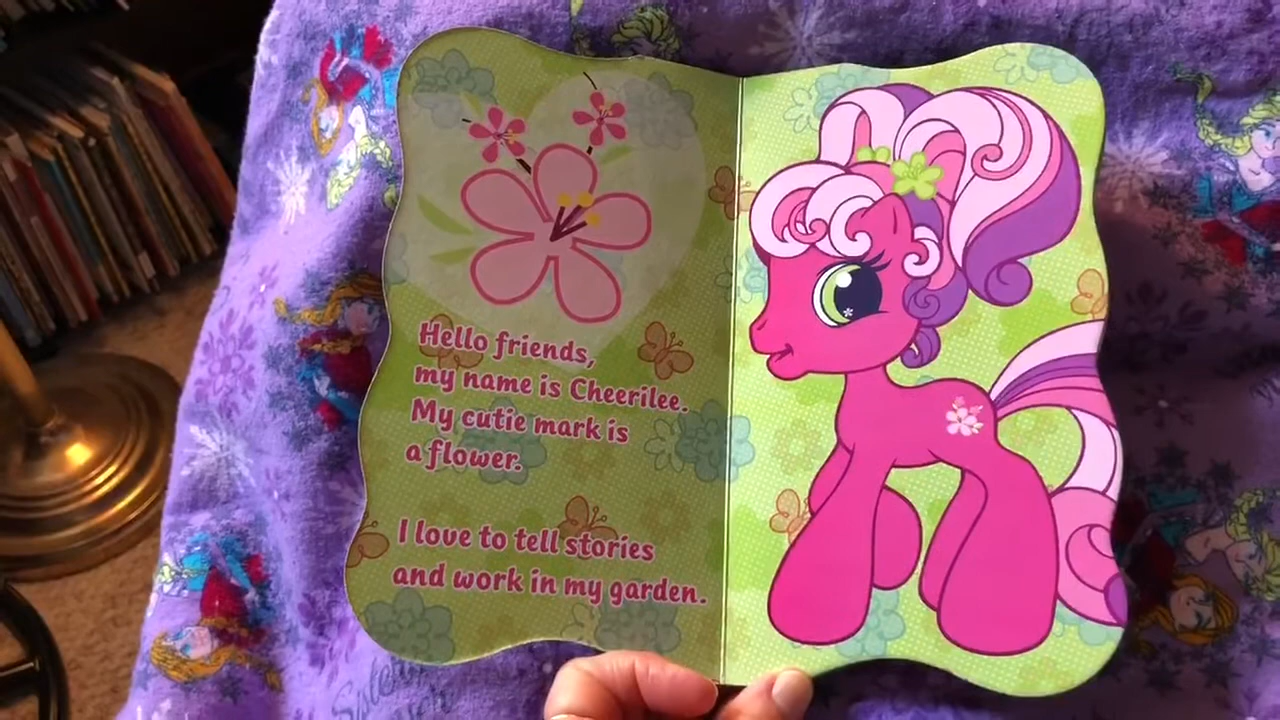 Hello friends,
my name is Cheerilee.
My cutie mark is
a flower.
I love to tell stories
and work in my garden.